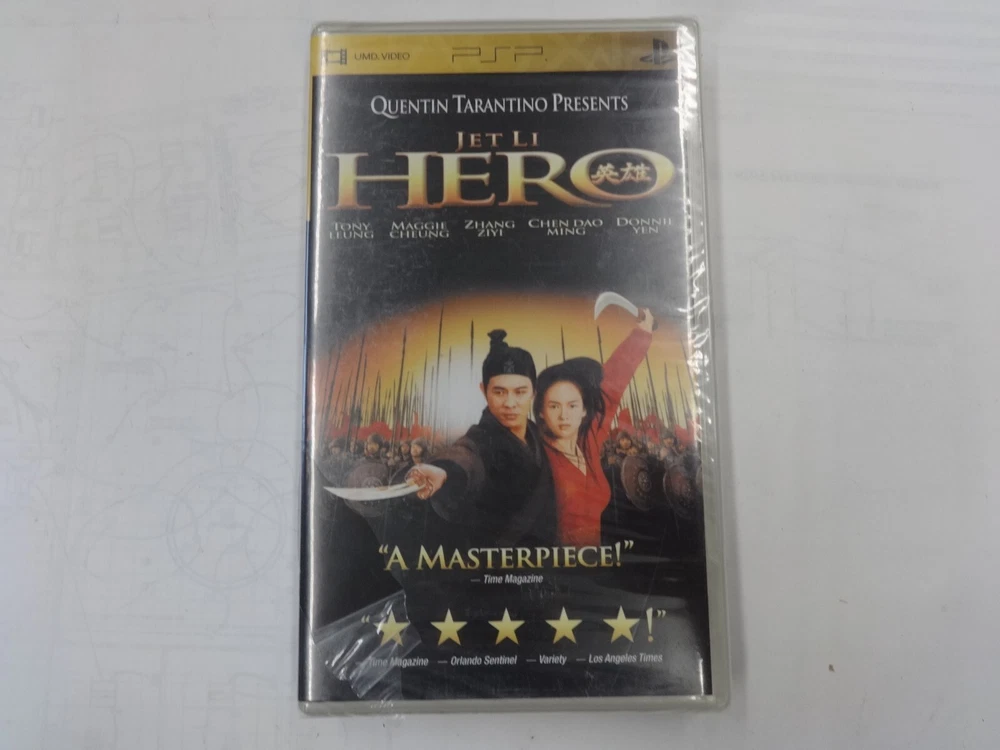 UMD VIDEO PSP
QUENTIN TARANTINO PRESENTS
JET LI
HERO 英雄
TONY LEUNG MAGGIE CHEUNG ZHANG ZIYI CHEN DAO MING DONNIE YEN
“A MASTERPIECE!”
— Time Magazine
“★★★★★!”
— Time Magazine — Orlando Sentinel — Variety — Los Angeles Times